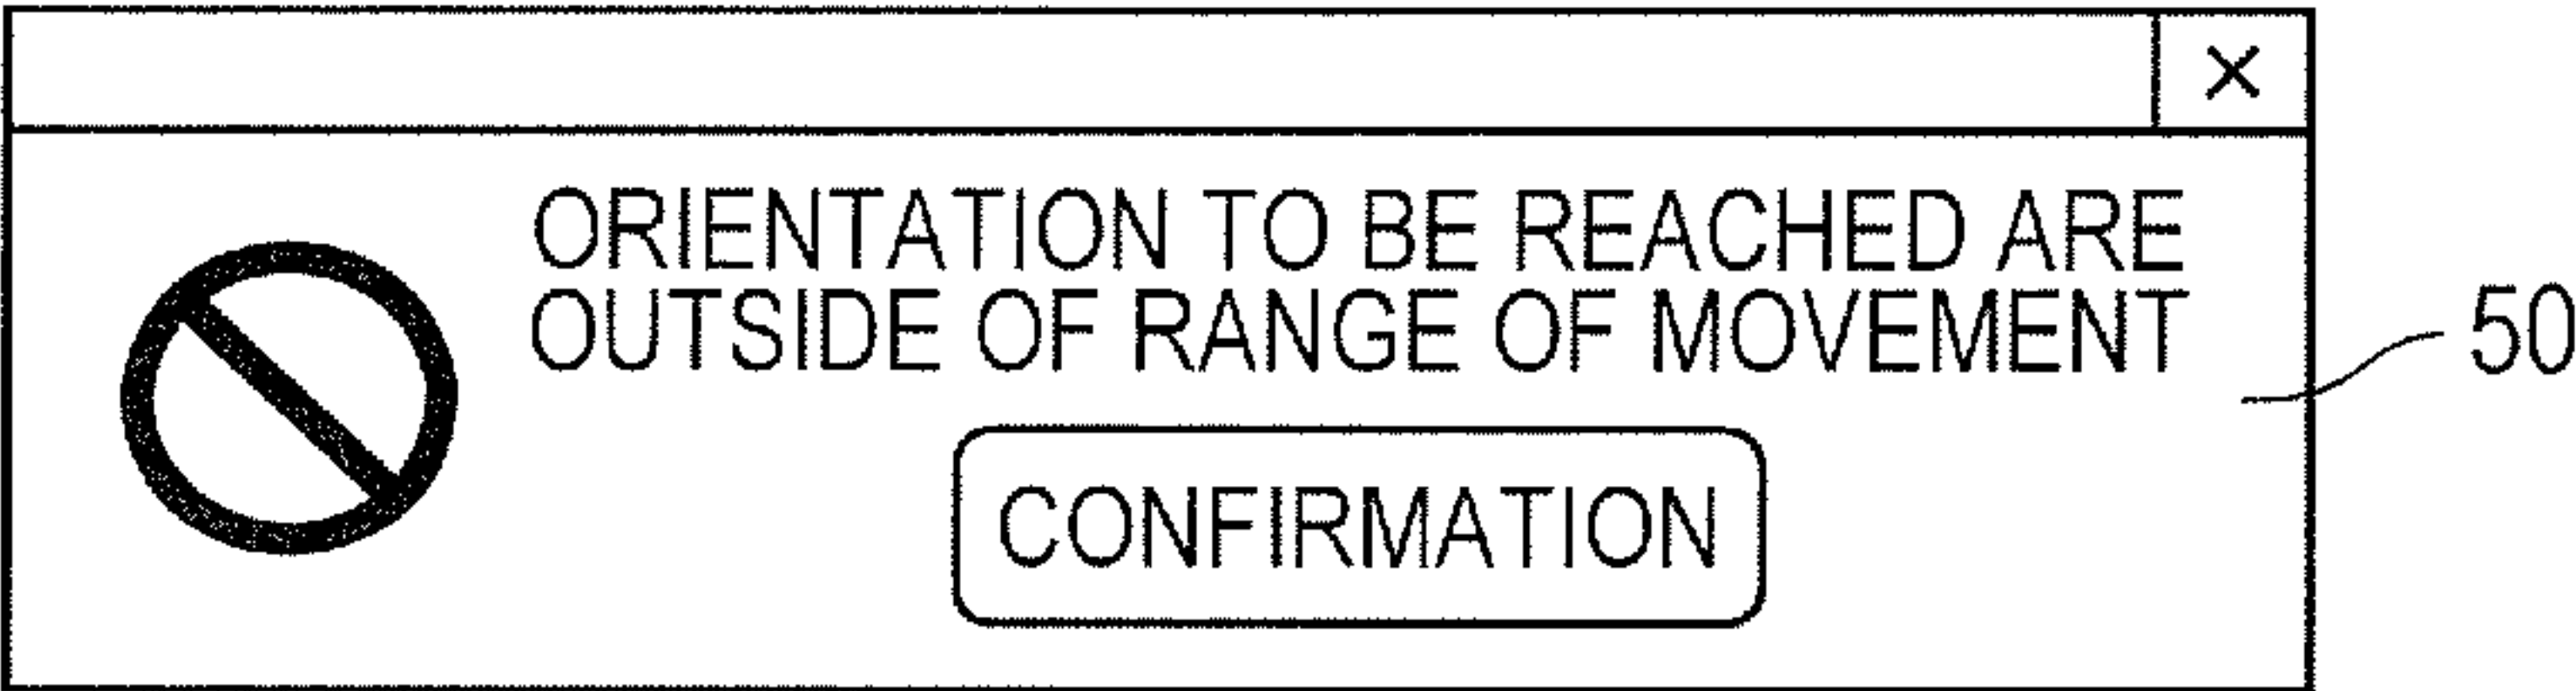 ×
ORIENTATION TO BE REACHED ARE
OUTSIDE OF RANGE OF MOVEMENT
50
CONFIRMATION